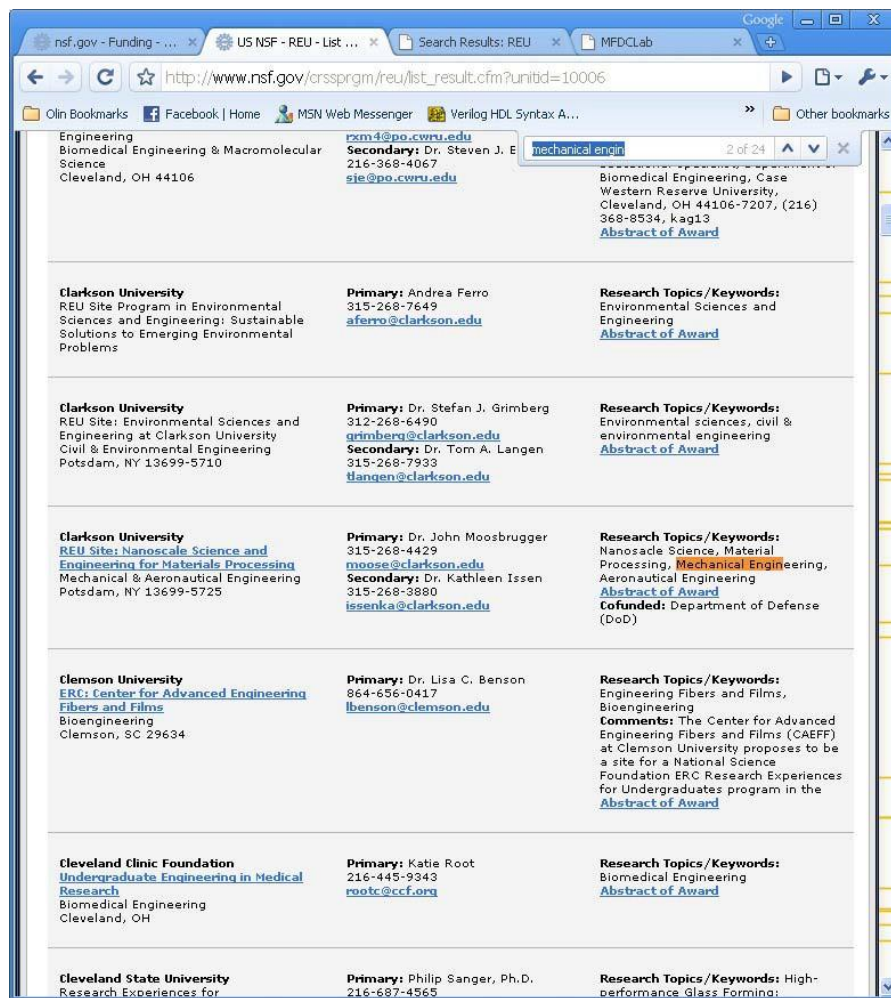 Google
nsf.gov - Funding - ...
US NSF - REU - List ...
Search Results: REU
MFDCLab
http://www.nsf.gov/crssprgm/reu/list_result.cfm?unitid=10006
Olin Bookmarks
Facebook | Home
MSN Web Messenger
Verilog HDL Syntax A...
»
Other bookmarks
mechanical engin
2 of 24
Engineering
Biomedical Engineering & Macromolecular
Science
Cleveland, OH 44106
rxm4@po.cwru.edu
Secondary: Dr. Steven J. E
216-368-4067
sje@po.cwru.edu
Biomedical Engineering, Case
Western Reserve University,
Cleveland, OH 44106-7207, (216)
368-8534, kag13
Abstract of Award
Clarkson University
REU Site Program in Environmental
Sciences and Engineering: Sustainable
Solutions to Emerging Environmental
Problems
Primary: Andrea Ferro
315-268-7649
aferro@clarkson.edu
Research Topics/Keywords:
Environmental Sciences and
Engineering
Abstract of Award
Clarkson University
REU Site: Environmental Sciences and
Engineering at Clarkson University
Civil & Environmental Engineering
Potsdam, NY 13699-5710
Primary: Dr. Stefan J. Grimberg
312-268-6490
grimberg@clarkson.edu
Secondary: Dr. Tom A. Langen
315-268-7933
tlangen@clarkson.edu
Research Topics/Keywords:
Environmental sciences, civil &
environmental engineering
Abstract of Award
Clarkson University
REU Site: Nanoscale Science and
Engineering for Materials Processing
Mechanical & Aeronautical Engineering
Potsdam, NY 13699-5725
Primary: Dr. John Moosbrugger
315-268-4429
moose@clarkson.edu
Secondary: Dr. Kathleen Issen
315-268-3880
issenka@clarkson.edu
Research Topics/Keywords:
Nanosacle Science, Material
Processing, Mechanical Engineering,
Aeronautical Engineering
Abstract of Award
Cofunded: Department of Defense
(DoD)
Clemson University
ERC: Center for Advanced Engineering
Fibers and Films
Bioengineering
Clemson, SC 29634
Primary: Dr. Lisa C. Benson
864-656-0417
lbenson@clemson.edu
Research Topics/Keywords:
Engineering Fibers and Films,
Bioengineering
Comments: The Center for Advanced
Engineering Fibers and Films (CAEFF)
at Clemson University proposes to be
a site for a National Science
Foundation ERC Research Experiences
for Undergraduates program in the
Abstract of Award
Cleveland Clinic Foundation
Undergraduate Engineering in Medical
Research
Biomedical Engineering
Cleveland, OH
Primary: Katie Root
216-445-9343
rootc@ccf.org
Research Topics/Keywords:
Biomedical Engineering
Abstract of Award
Cleveland State University
Research Experiences for
Primary: Philip Sanger, Ph.D.
216-687-4565
Research Topics/Keywords: High-
performance Glass Forming: